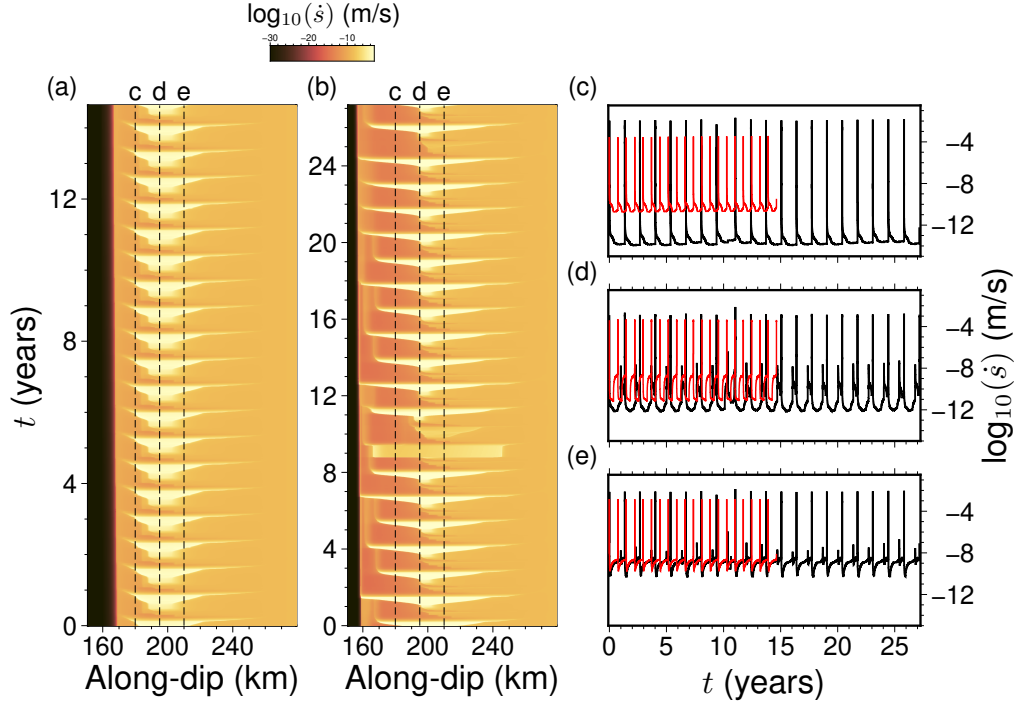 log₁₀(ṡ) (m/s)
−30 −20 −10
(a) c d e (b) c d e (c)
−4
−8
−12
(d)
−4
−8
−12
(e)
−4
−8
−12
log₁₀(ṡ) (m/s)
t (years)
12
8
4
0
24
20
16
12
8
4
0
160 200 240
Along-dip (km)
160 200 240
Along-dip (km)
0 5 10 15 20 25
t (years)